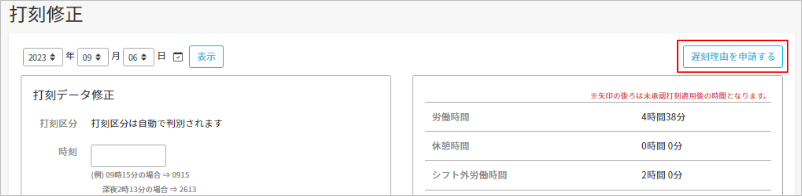 打刻修正
2023 年 09 月 06 日 表示
遅刻理由を申請する
打刻データ修正
打刻区分 打刻区分は自動で判別されます
時刻
(例) 09時15分の場合 ⇒ 0915
深夜2時13分の場合 ⇒ 2613
※矢印の後ろは未承認打刻適用後の時間となります。
労働時間 4時間38分
休憩時間 0時間 0分
シフト外労働時間 2時間 0分